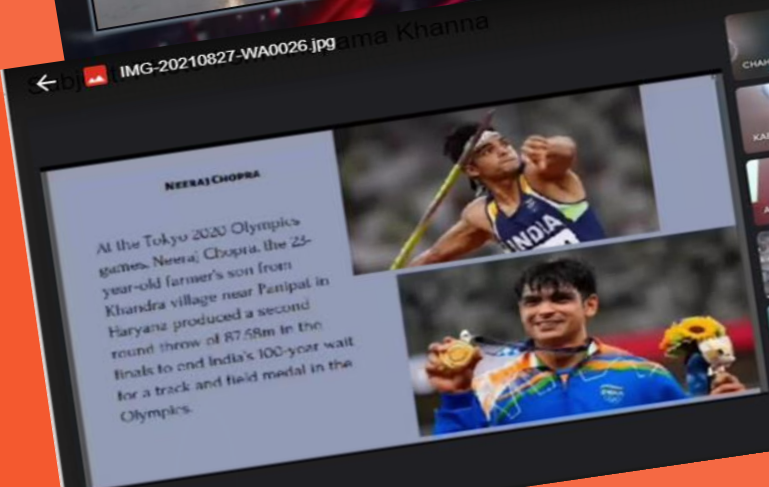 ama Khanna
IMG-20210827-WA0026.jpg
NEERAJ CHOPRA
At the Tokyo 2020 Olympics
games, Neeraj Chopra, the 23-
year-old farmer's son from
Khandra village near Panipat in
Haryana produced a second
round throw of 87.58m in the
finals to end India's 100-year wait
for a track and field medal in the
Olympics.
INDIA
CHAH
KA
A